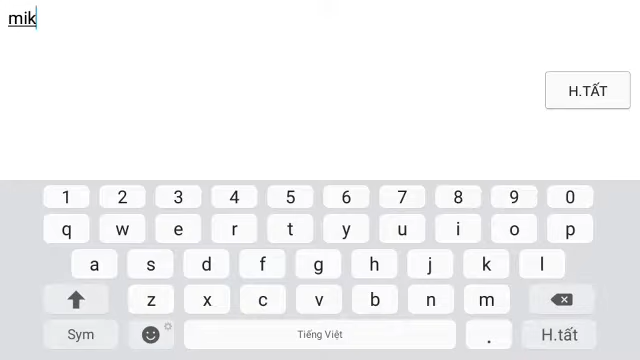 mik
H.TẤT
1 2 3 4 5 6 7 8 9 0
q w e r t y u i o p
a s d f g h j k l
z x c v b n m
Sym Tiếng Việt . H.tất